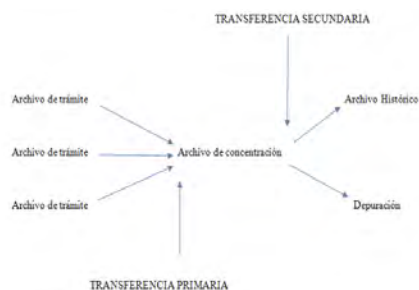 TRANSFERENCIA SECUNDARIA
Archivo de trámite
Archivo Histórico
Archivo de trámite
Archivo de concentración
Archivo de trámite
Depuración
TRANSFERENCIA PRIMARIA